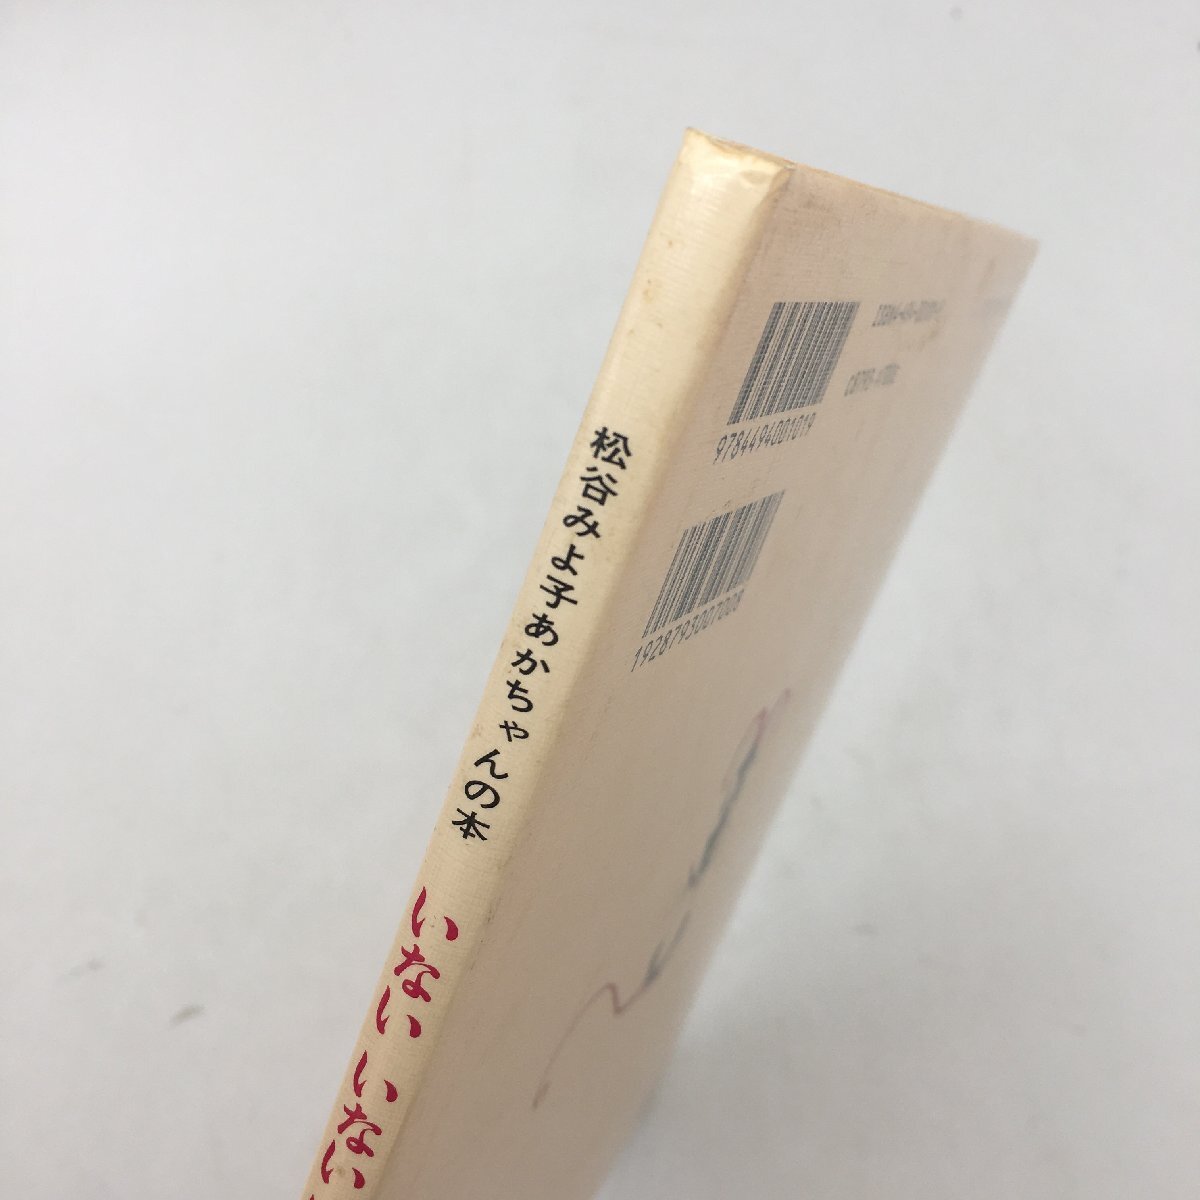 松谷みよ子あかちゃんの本
いない いない
9784494001019
1928793007008